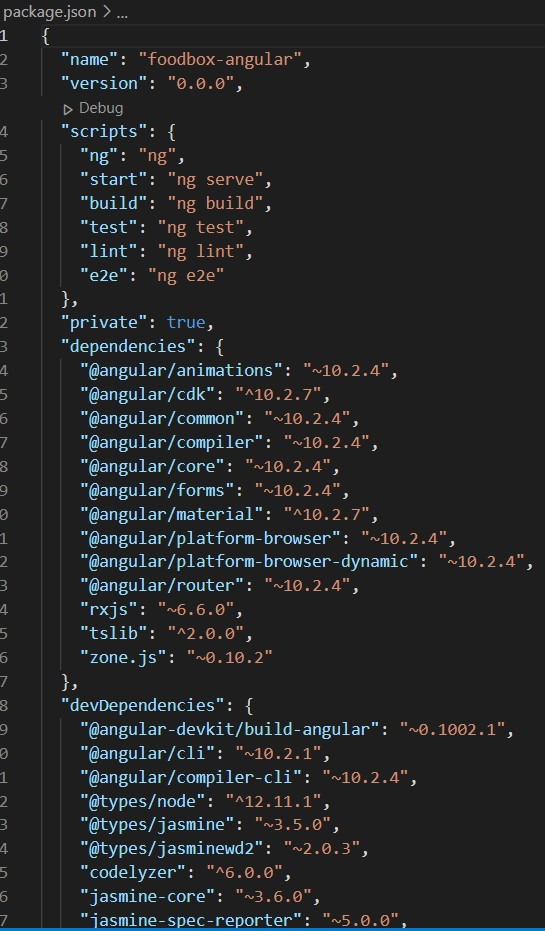 package.json > ...
1 {
2 "name": "foodbox-angular",
3 "version": "0.0.0",
Debug
4 "scripts": {
5 "ng": "ng",
6 "start": "ng serve",
7 "build": "ng build",
8 "test": "ng test",
9 "lint": "ng lint",
0 "e2e": "ng e2e"
1 },
2 "private": true,
3 "dependencies": {
4 "@angular/animations": "~10.2.4",
5 "@angular/cdk": "^10.2.7",
6 "@angular/common": "~10.2.4",
7 "@angular/compiler": "~10.2.4",
8 "@angular/core": "~10.2.4",
9 "@angular/forms": "~10.2.4",
0 "@angular/material": "^10.2.7",
1 "@angular/platform-browser": "~10.2.4",
2 "@angular/platform-browser-dynamic": "~10.2.4",
3 "@angular/router": "~10.2.4",
4 "rxjs": "~6.6.0",
5 "tslib": "^2.0.0",
6 "zone.js": "~0.10.2"
7 },
8 "devDependencies": {
9 "@angular-devkit/build-angular": "~0.1002.1",
0 "@angular/cli": "~10.2.1",
1 "@angular/compiler-cli": "~10.2.4",
2 "@types/node": "^12.11.1",
3 "@types/jasmine": "~3.5.0",
4 "@types/jasminewd2": "~2.0.3",
5 "codelyzer": "^6.0.0",
6 "jasmine-core": "~3.6.0",
7 "jasmine-spec-reporter": "~5.0.0",